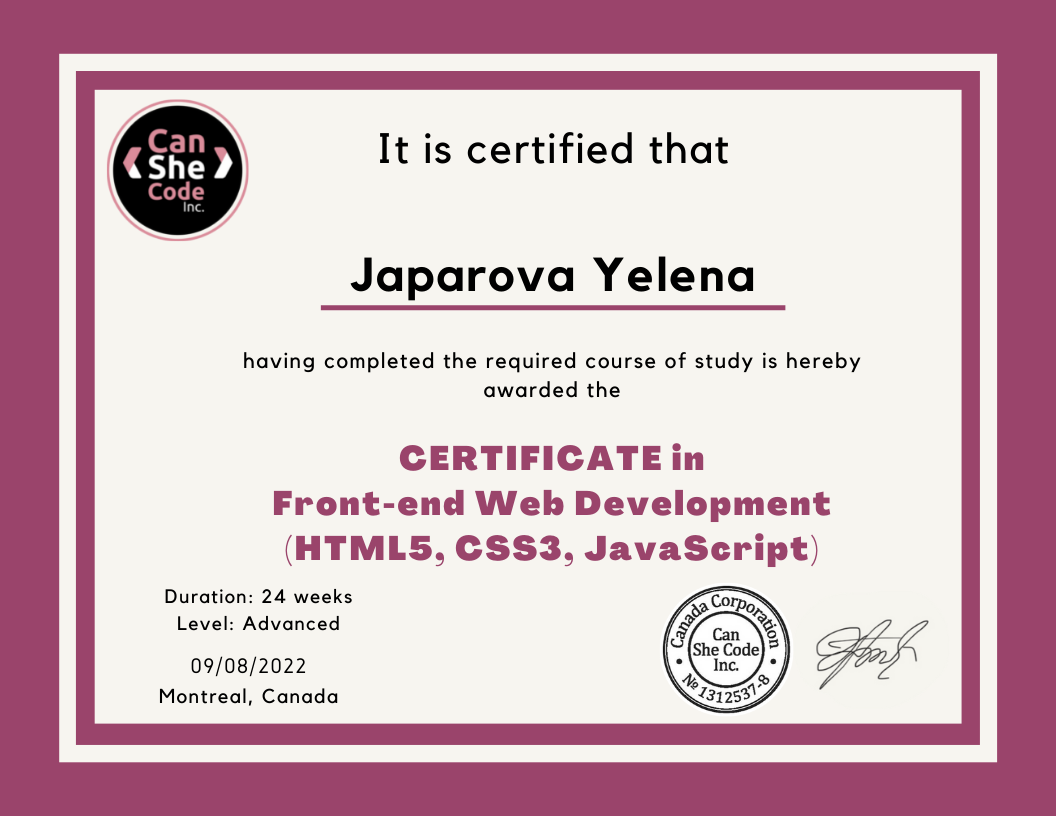 Can
She
Code
Inc.
It is certified that
Japarova Yelena
having completed the required course of study is hereby
awarded the
CERTIFICATE in
Front-end Web Development
(HTML5, CSS3, JavaScript)
Duration: 24 weeks
Level: Advanced
09/08/2022
Montreal, Canada
Canada Corporation
Can
She Code
Inc.
№ 1312537-8